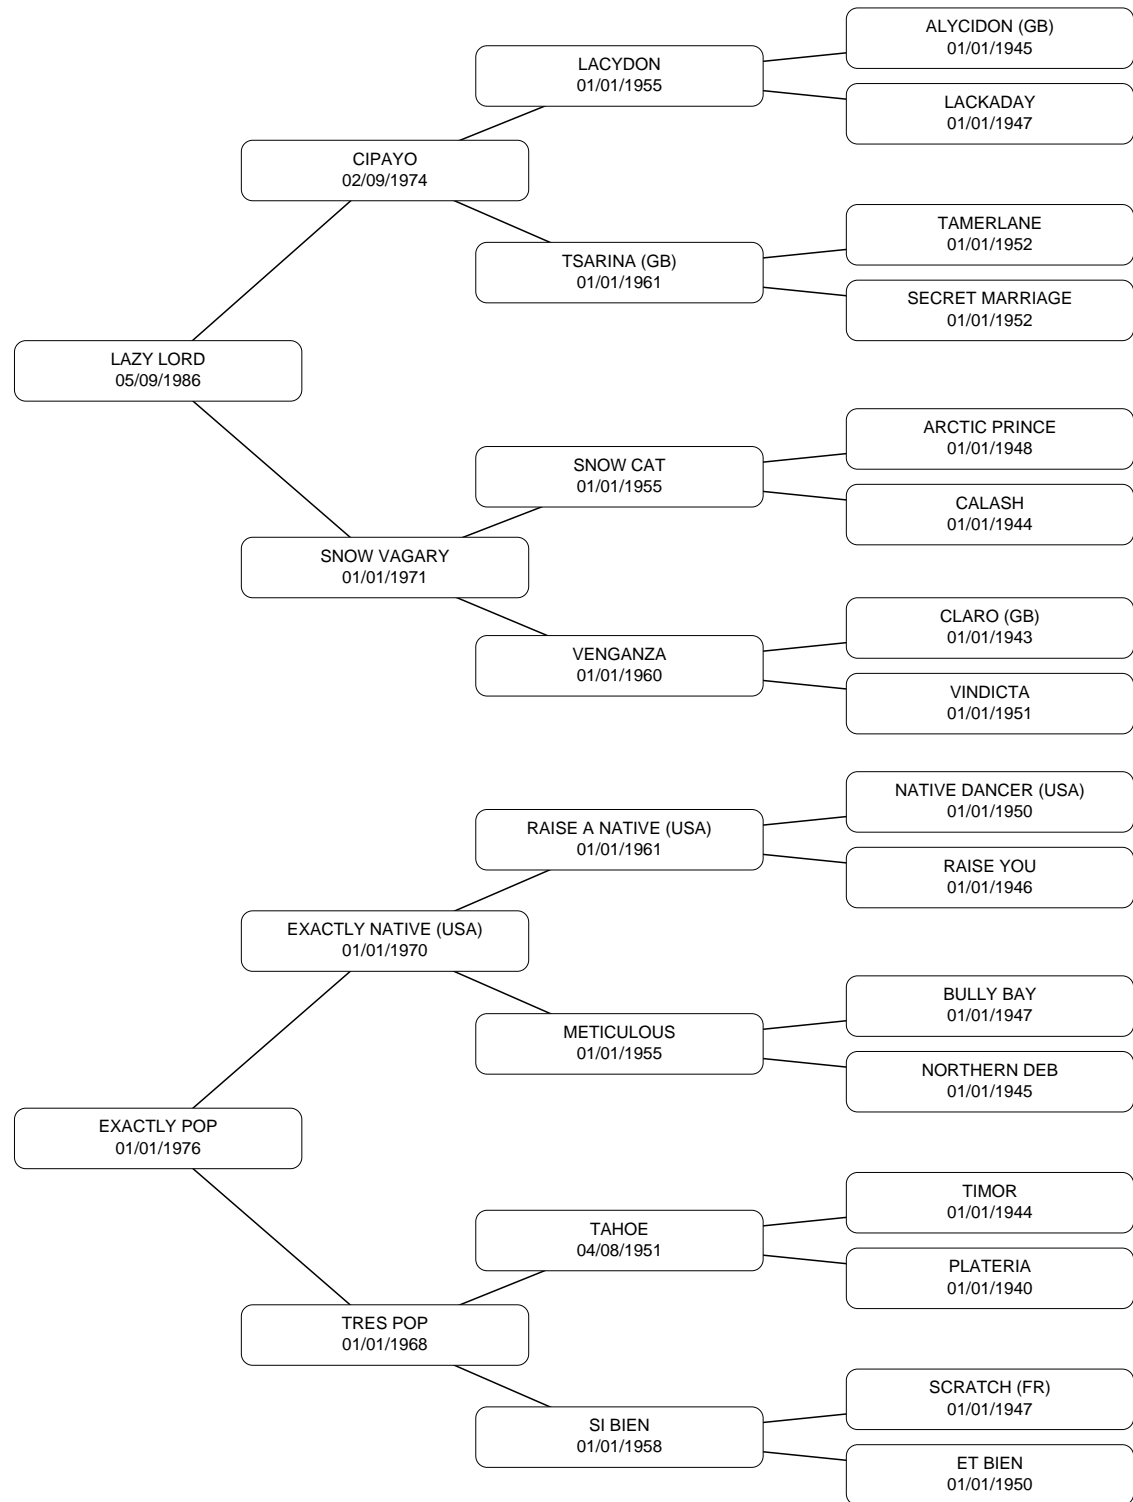 ALYCIDON (GB)
01/01/1945
LACYDON
01/01/1955
LACKADAY
01/01/1947
CIPAYO
02/09/1974
TAMERLANE
01/01/1952
TSARINA (GB)
01/01/1961
SECRET MARRIAGE
01/01/1952
LAZY LORD
05/09/1986
ARCTIC PRINCE
01/01/1948
SNOW CAT
01/01/1955
CALASH
01/01/1944
SNOW VAGARY
01/01/1971
CLARO (GB)
01/01/1943
VENGANZA
01/01/1960
VINDICTA
01/01/1951
NATIVE DANCER (USA)
01/01/1950
RAISE A NATIVE (USA)
01/01/1961
RAISE YOU
01/01/1946
EXACTLY NATIVE (USA)
01/01/1970
BULLY BAY
01/01/1947
METICULOUS
01/01/1955
NORTHERN DEB
01/01/1945
EXACTLY POP
01/01/1976
TIMOR
01/01/1944
TAHOE
04/08/1951
PLATERIA
01/01/1940
TRES POP
01/01/1968
SCRATCH (FR)
01/01/1947
SI BIEN
01/01/1958
ET BIEN
01/01/1950